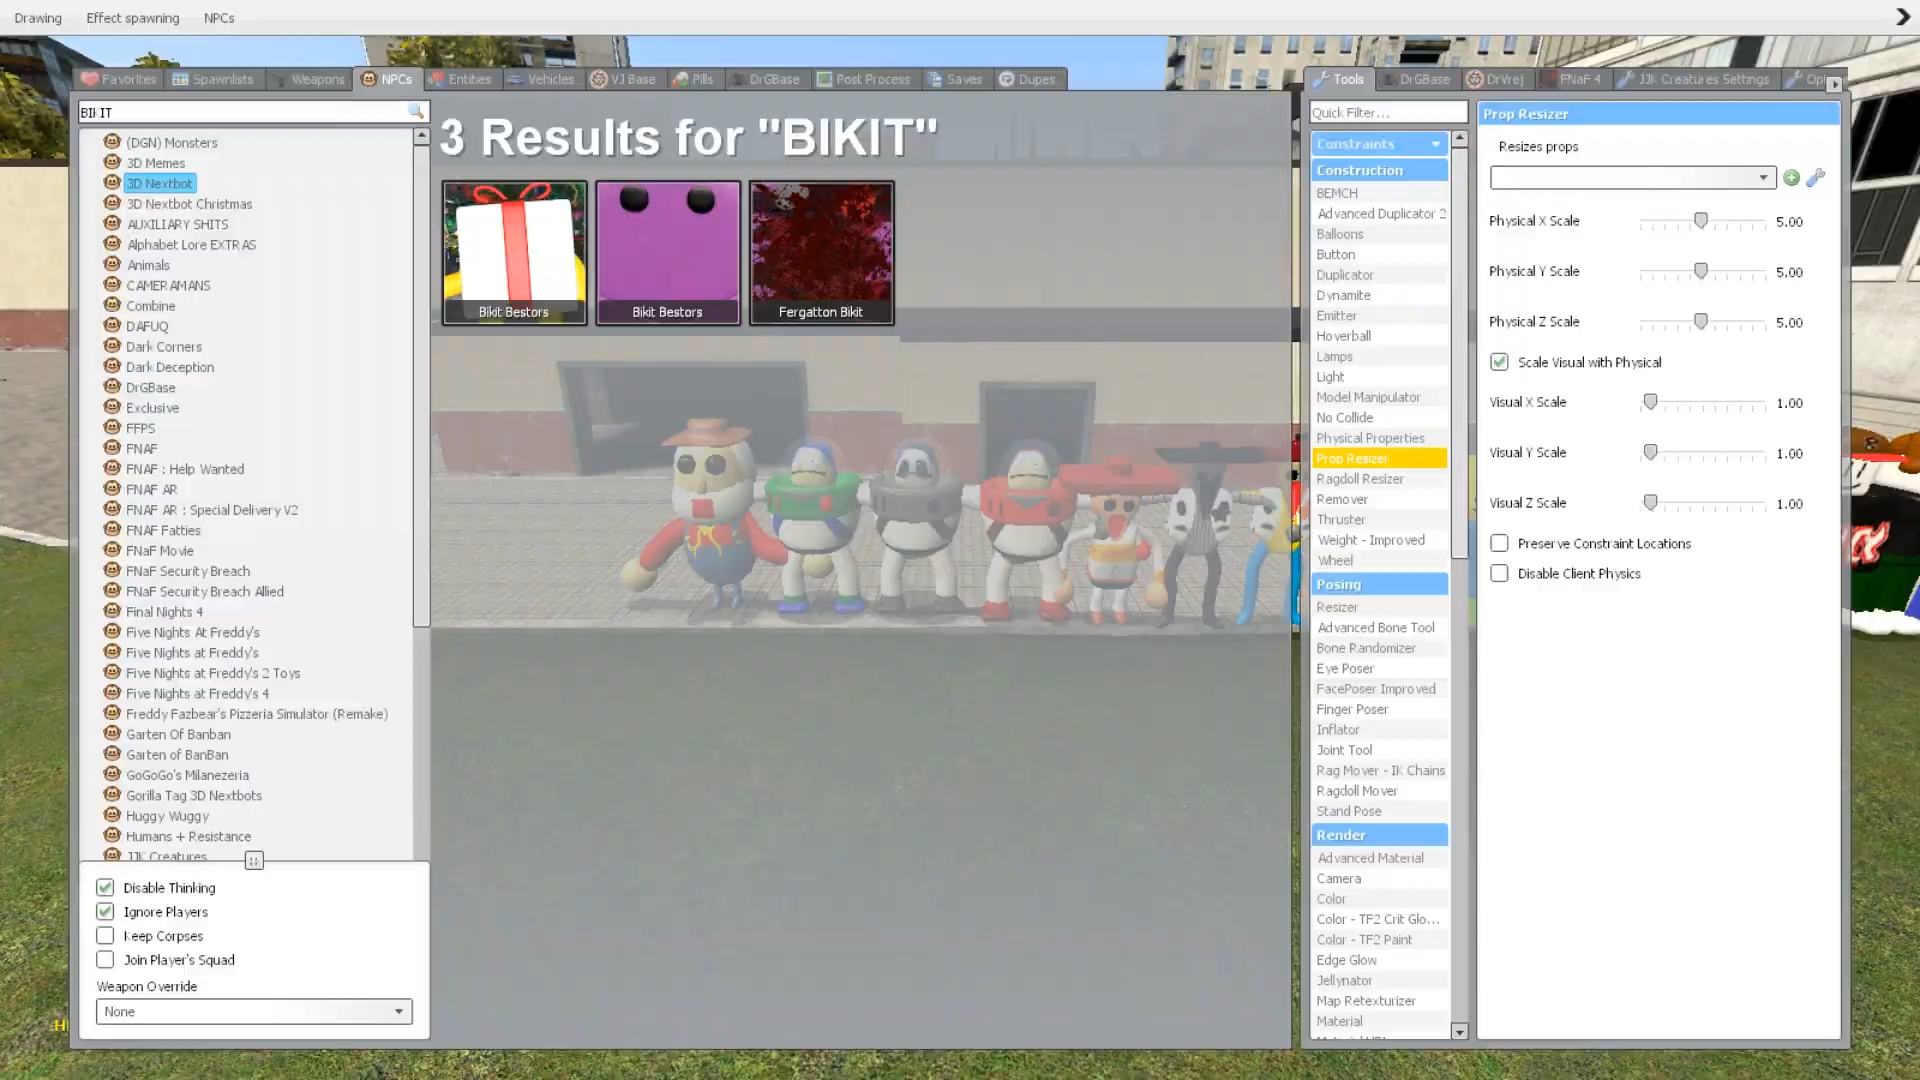 Drawing Effect spawning NPCs
Favorites Spawnlists Weapons NPCs Entities Vehicles VJ Base Pills DrGBase Post Process Saves Dupes
BIKIT
(DGN) Monsters
3D Memes
3D Nextbot
3D Nextbot Christmas
AUXILIARY SHITS
Alphabet Lore EXTRAS
Animals
CAMERAMANS
Combine
DAFUQ
Dark Corners
Dark Deception
DrGBase
Exclusive
FFPS
FNAF
FNAF : Help Wanted
FNAF AR
FNAF AR : Special Delivery V2
FNAF Fatties
FNaF Movie
FNaF Security Breach
FNaF Security Breach Allied
Final Nights 4
Five Nights At Freddy's
Five Nights at Freddy's
Five Nights at Freddy's 2 Toys
Five Nights at Freddy's 4
Freddy Fazbear's Pizzeria Simulator (Remake)
Garten Of Banban
Garten of BanBan
GoGoGo's Milanezeria
Gorilla Tag 3D Nextbots
Huggy Wuggy
Humans + Resistance
JJK Creatures
Disable Thinking
Ignore Players
Keep Corpses
Join Player's Squad
Weapon Override
None
3 Results for "BIKIT"
Bikit Bestors
Bikit Bestors
Fergatton Bikit
Tools DrGBase DrVrej FNaF 4 JJK Creatures Settings
Quick Filter...
Constraints
Construction
BEMCH
Advanced Duplicator 2
Balloons
Button
Duplicator
Dynamite
Emitter
Hoverball
Lamps
Light
Model Manipulator
No Collide
Physical Properties
Prop Resizer
Ragdoll Resizer
Remover
Thruster
Weight - Improved
Wheel
Posing
Resizer
Advanced Bone Tool
Bone Randomizer
Eye Poser
FacePoser Improved
Finger Poser
Inflator
Joint Tool
Rag Mover - IK Chains
Ragdoll Mover
Stand Pose
Render
Advanced Material
Camera
Color
Color - TF2 Crit Glo...
Color - TF2 Paint
Edge Glow
Jellynator
Map Retexturizer
Material
Prop Resizer
Resizes props
Physical X Scale 5.00
Physical Y Scale 5.00
Physical Z Scale 5.00
Scale Visual with Physical
Visual X Scale 1.00
Visual Y Scale 1.00
Visual Z Scale 1.00
Preserve Constraint Locations
Disable Client Physics